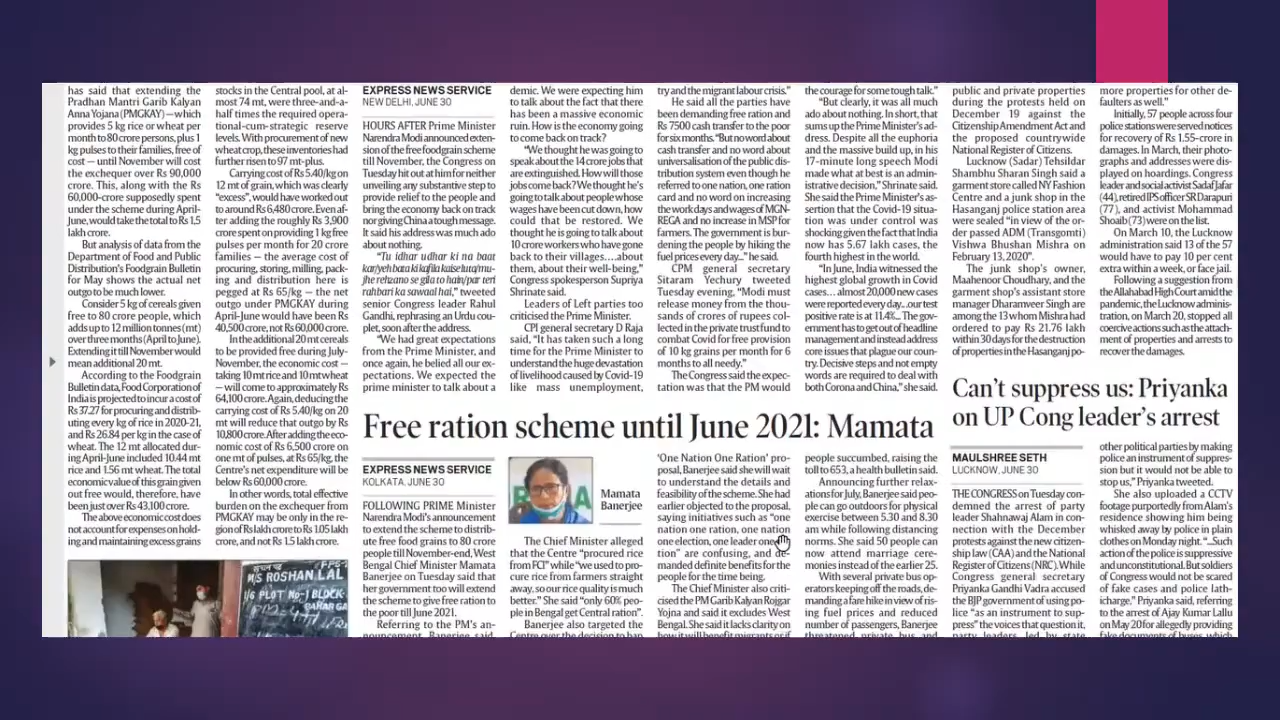 has said that extending the
Pradhan Mantri Garib Kalyan
Anna Yojana (PMGKAY) — which
provides 5 kg rice or wheat per
month to 80 crore persons, plus 1
kg pulses to their families, free of
cost — until November will cost
the exchequer over Rs 90,000
crore. This, along with the Rs
60,000-crore supposedly spent
under the scheme during April-
June, would take the total to Rs 1.5
lakh crore.
But analysis of data from the
Department of Food and Public
Distribution's Foodgrain Bulletin
for May shows the actual net
outgo to be much lower.
Consider 5 kg of cereals given
free to 80 crore people, which
adds up to 12 million tonnes (mt)
over three months (April to June).
Extending it till November would
mean additional 20 mt.
According to the Foodgrain
Bulletin data, Food Corporation of
India is projected to incur a cost of
Rs 37.27 for procuring and distrib-
uting every kg of rice in 2020-21,
and Rs 26.84 per kg in the case of
wheat. The 12 mt allocated dur-
ing April-June included 10.44 mt
rice and 1.56 mt wheat. The total
economic value of this grain given
out free would, therefore, have
been just over Rs 43,100 crore.
The above economic cost does
not account for expenses on hold-
ing and maintaining excess grains
stocks in the Central pool, at al-
most 74 mt, were three-and-a-
half times the required opera-
tional-cum-strategic reserve
levels. With procurement of new
wheat crop, these inventories had
further risen to 97 mt-plus.
Carrying cost of Rs 5.40/kg on
12 mt of grain, which was clearly
"excess", would have worked out
to around Rs 6,480 crore. Even af-
ter adding the roughly Rs 3,900
crore spent on providing 1 kg free
pulses per month for 20 crore
families — the average cost of
procuring, storing, milling, pack-
ing and distribution here is
pegged at Rs 65/kg — the net
outgo under PMGKAY during
April-June would have been Rs
40,500 crore, not Rs 60,000 crore.
In the additional 20 mt cereals
to be provided free during July-
November, the economic cost —
taking 10 mt rice and 10 mt wheat
— will come to approximately Rs
64,100 crore. Again, deducing the
carrying cost of Rs 5.40/kg on 20
mt will reduce that outgo by Rs
10,800 crore. After adding the eco-
nomic cost of Rs 6,500 crore on
one mt of pulses, at Rs 65/kg, the
Centre's net expenditure will be
below Rs 60,000 crore.
In other words, total effective
burden on the exchequer from
PMGKAY may be only in the re-
gion of Rs lakh crore to Rs 1.05 lakh
crore, and not Rs 1.5 lakh crore.
M/S ROSHAN LAL
1/6 PLOT No-1 BLOCK-
EXPRESS NEWS SERVICE
NEW DELHI, JUNE 30
HOURS AFTER Prime Minister
Narendra Modi announced exten-
sion of the free foodgrain scheme
till November, the Congress on
Tuesday hit out at him for neither
unveiling any substantive step to
provide relief to the people and
bring the economy back on track
nor giving China a tough message.
It said his address was much ado
about nothing.
"Tu idhar udhar ki na baat
kar/yeh bata ki kafila kaise luta/mu-
jhe rehzano se gila to hain/par teri
rahbari ka sawaal hai," tweeted
senior Congress leader Rahul
Gandhi, rephrasing an Urdu cou-
plet, soon after the address.
"We had great expectations
from the Prime Minister, and
once again, he belied all our ex-
pectations. We expected the
prime minister to talk about a
demic. We were expecting him
to talk about the fact that there
has been a massive economic
ruin. How is the economy going
to come back on track?
"We thought he was going to
speak about the 14 crore jobs that
are extinguished. How will those
jobs come back? We thought he's
going to talk about people whose
wages have been cut down, how
could that be restored. We
thought he is going to talk about
10 crore workers who have gone
back to their villages....about
them, about their well-being,"
Congress spokesperson Supriya
Shrinate said.
Leaders of Left parties too
criticised the Prime Minister.
CPI general secretary D Raja
said, "It has taken such a long
time for the Prime Minister to
understand the huge devastation
of livelihood caused by Covid-19
like mass unemployment,
try and the migrant labour crisis."
He said all the parties have
been demanding free ration and
Rs 7500 cash transfer to the poor
for six months. "But no word about
cash transfer and no word about
universalisation of the public dis-
tribution system even though he
referred to one nation, one ration
card and no word on increasing
the work days and wages of MGN-
REGA and no increase in MSP for
farmers. The government is bur-
dening the people by hiking the
fuel prices every day..." he said.
CPM general secretary
Sitaram Yechury tweeted
Tuesday evening, "Modi must
release money from the thou-
sands of crores of rupees col-
lected in the private trust fund to
combat Covid for free provision
of 10 kg grains per month for 6
months to all needy."
The Congress said the expec-
tation was that the PM would
the courage for some tough talk."
"But clearly, it was all much
ado about nothing. In short, that
sums up the Prime Minister's ad-
dress. Despite all the euphoria
and the massive build up, in his
17-minute long speech Modi
made what at best is an admin-
istrative decision," Shrinate said.
She said the Prime Minister's as-
sertion that the Covid-19 situa-
tion was under control was
shocking given the fact that India
now has 5.67 lakh cases, the
fourth highest in the world.
"In June, India witnessed the
highest global growth in Covid
cases... almost 20,000 new cases
were reported every day...our test
positive rate is at 11.4%... The gov-
ernment has to get out of headline
management and instead address
core issues that plague our coun-
try. Decisive steps and not empty
words are required to deal with
both Corona and China," she said.
Free ration scheme until June 2021: Mamata
EXPRESS NEWS SERVICE
KOLKATA, JUNE 30
FOLLOWING PRIME Minister
Narendra Modi's announcement
to extend the scheme to distrib-
ute free food grains to 80 crore
people till November-end, West
Bengal Chief Minister Mamata
Banerjee on Tuesday said that
her government too will extend
the scheme to give free ration to
the poor till June 2021.
Referring to the PM's an-
nouncement, Banerjee said
Mamata
Banerjee
The Chief Minister alleged
that the Centre "procured rice
from FCI" while "we used to pro-
cure rice from farmers straight
away, so our rice quality is much
better." She said "only 60% peo-
ple in Bengal get Central ration".
Banerjee also targeted the
Centre over the decision to ban
'One Nation One Ration' pro-
posal, Banerjee said she will wait
to understand the details and
feasibility of the scheme. She had
earlier objected to the proposal,
saying initiatives such as "one
nation one ration, one nation
one election, one leader one
tion" are confusing, and de-
manded definite benefits for the
people for the time being.
The Chief Minister also criti-
cised the PM Garib Kalyan Rojgar
Yojna and said it excludes West
Bengal. She said it lacks clarity on
how it will benefit migrants or if
people succumbed, raising the
toll to 653, a health bulletin said.
Announcing further relax-
ations for July, Banerjee said peo-
ple can go outdoors for physical
exercise between 5.30 and 8.30
am while following distancing
norms. She said 50 people can
now attend marriage cere-
monies instead of the earlier 25.
With several private bus op-
erators keeping off the roads, de-
manding a fare hike in view of ris-
ing fuel prices and reduced
number of passengers, Banerjee
threatened private bus and
public and private properties
during the protests held on
December 19 against the
Citizenship Amendment Act and
the proposed countrywide
National Register of Citizens.
Lucknow (Sadar) Tehsildar
Shambhu Sharan Singh said a
garment store called NY Fashion
Centre and a junk shop in the
Hasanganj police station area
were sealed "in view of the or-
der passed ADM (Transgomti)
Vishwa Bhushan Mishra on
February 13, 2020".
The junk shop's owner,
Maahenoor Chaudhary, and the
garment shop's assistant store
manager Dharamveer Singh are
among the 13 whom Mishra had
ordered to pay Rs 21.76 lakh
within 30 days for the destruction
of properties in the Hasanganj po-
more properties for other de-
faulters as well."
Initially, 57 people across four
police stations were served notices
for recovery of Rs 1.55-crore in
damages. In March, their photo-
graphs and addresses were dis-
played on hoardings. Congress
leader and social activist Sadaf Jafar
(44), retired IPS officer SR Darapuri
(77), and activist Mohammad
Shoaib (73) were on the list.
On March 10, the Lucknow
administration said 13 of the 57
would have to pay 10 per cent
extra within a week, or face jail.
Following a suggestion from
the Allahabad High Court amid the
pandemic, the Lucknow adminis-
tration, on March 20, stopped all
coercive actions such as the attach-
ment of properties and arrests to
recover the damages.
Can't suppress us: Priyanka
on UP Cong leader's arrest
MAULSHREE SETH
LUCKNOW, JUNE 30
THE CONGRESS on Tuesday con-
demned the arrest of party
leader Shahnawaj Alam in con-
nection with the December
protests against the new citizen-
ship law (CAA) and the National
Register of Citizens (NRC). While
Congress general secretary
Priyanka Gandhi Vadra accused
the BJP government of using po-
lice "as an instrument to sup-
press" the voices that question it,
party leaders, led by state
other political parties by making
police an instrument of suppres-
sion but it would not be able to
stop us," Priyanka tweeted.
She also uploaded a CCTV
footage purportedly from Alam's
residence showing him being
whisked away by police in plain
clothes on Monday night. "...Such
action of the police is suppressive
and unconstitutional. But soldiers
of Congress would not be scared
of fake cases and police lath-
icharge," Priyanka said, referring
to the arrest of Ajay Kumar Lallu
on May 20 for allegedly providing
fake documents of buses, which